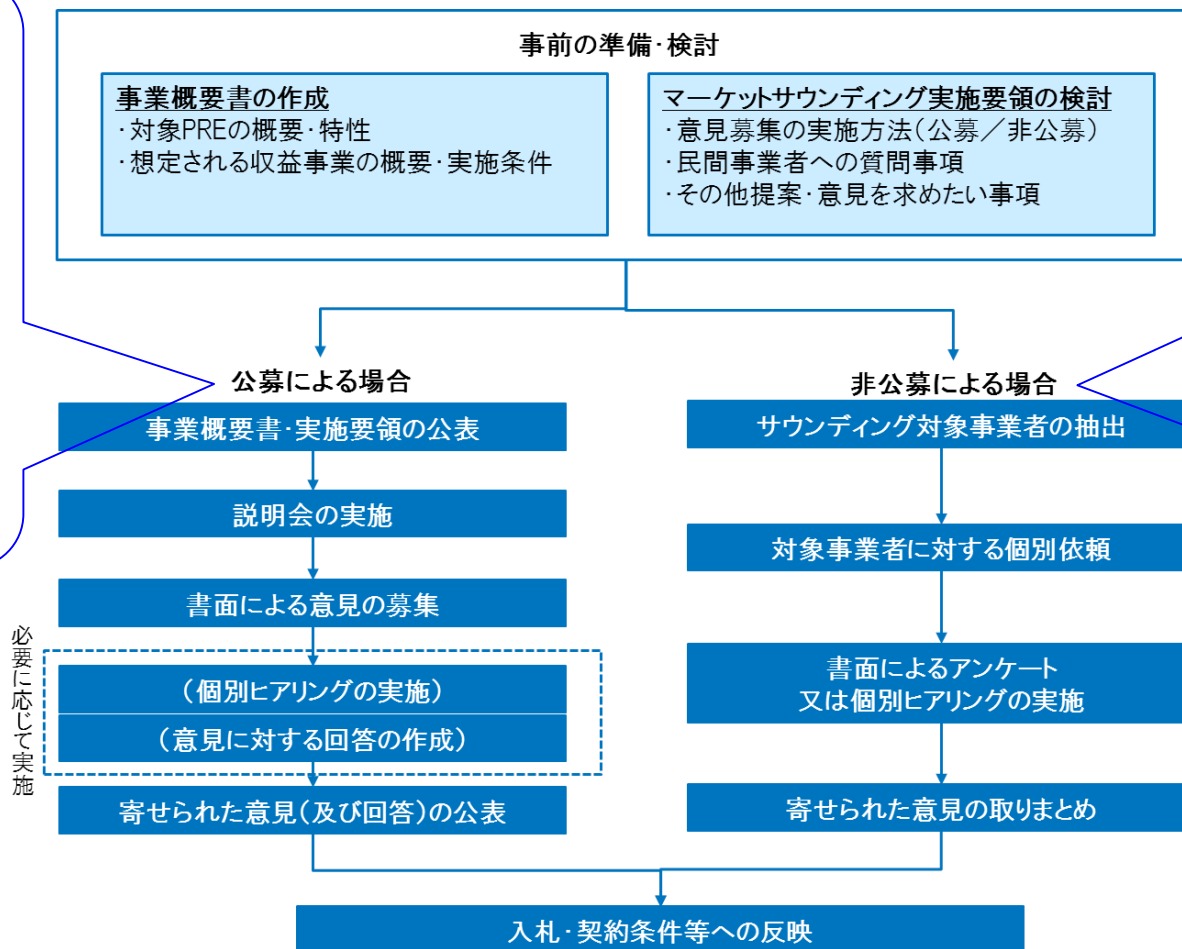 事前の準備・検討
事業概要書の作成
・対象PREの概要・特性
・想定される収益事業の概要・実施条件
マーケットサウンディング実施要領の検討
・意見募集の実施方法（公募／非公募）
・民間事業者への質問事項
・その他提案・意見を求めたい事項
公募による場合
事業概要書・実施要領の公表
説明会の実施
書面による意見の募集
必要に応じて実施
（個別ヒアリングの実施）
（意見に対する回答の作成）
寄せられた意見（及び回答）の公表
非公募による場合
サウンディング対象事業者の抽出
対象事業者に対する個別依頼
書面によるアンケート
又は個別ヒアリングの実施
寄せられた意見の取りまとめ
入札・契約条件等への反映